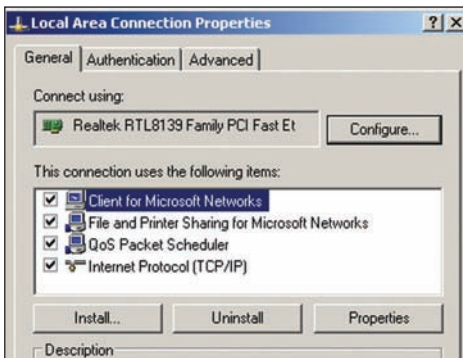 Local Area Connection Properties
General
Authentication
Advanced
Connect using:
Realtek RTL8139 Family PCI Fast Et
Configure...
This connection uses the following items:
Client for Microsoft Networks
File and Printer Sharing for Microsoft Networks
QoS Packet Scheduler
Internet Protocol (TCP/IP)
Install...
Uninstall
Properties
Description